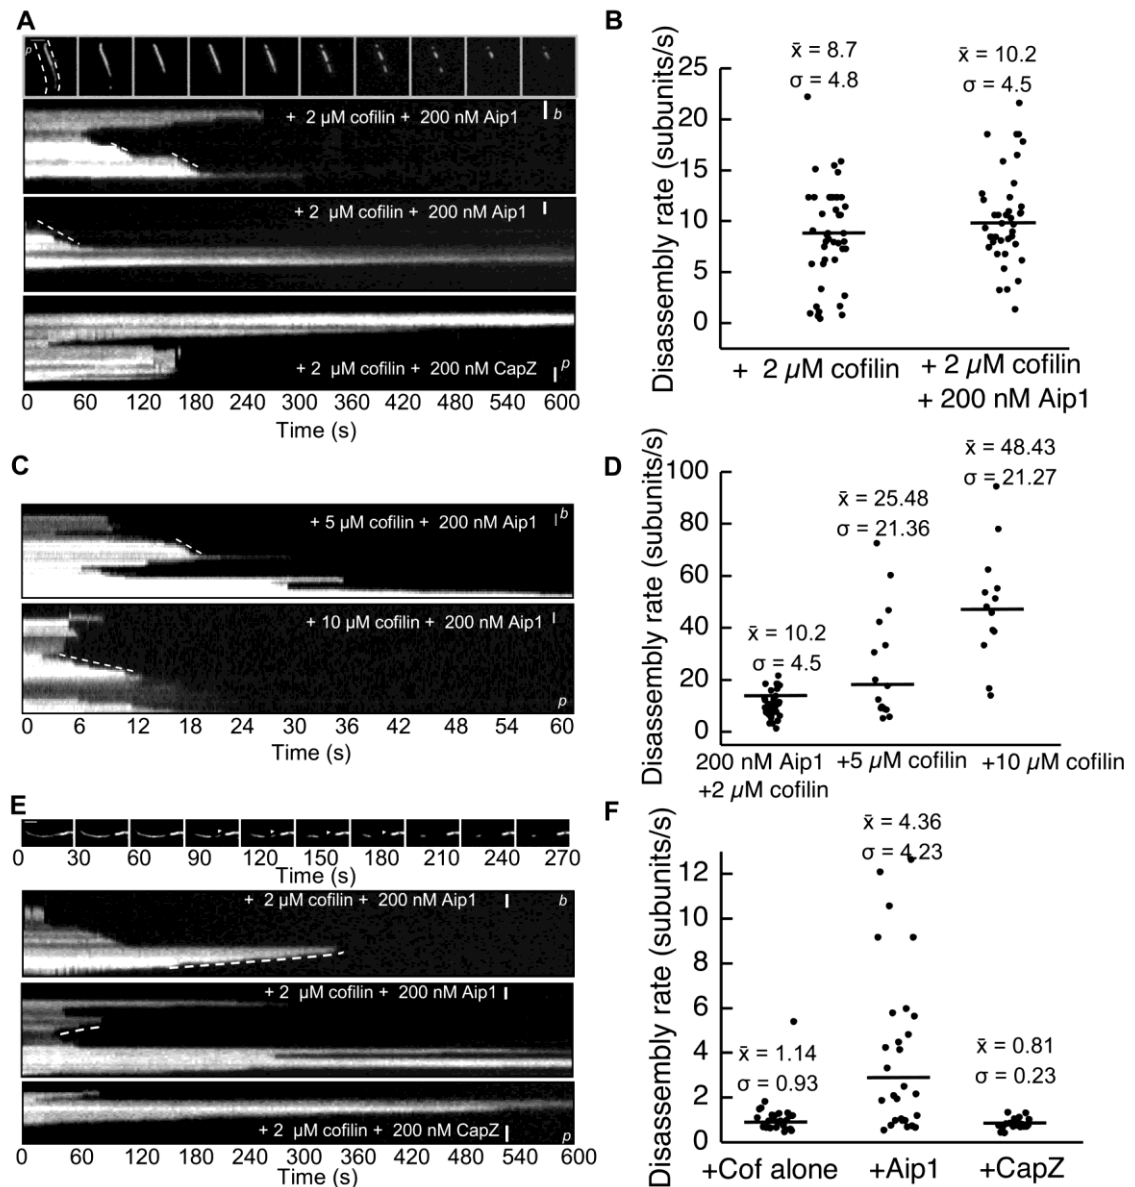 A
p
+ 2 µM cofilin + 200 nM Aip1
b
+ 2 µM cofilin + 200 nM Aip1
+ 2 µM cofilin + 200 nM CapZ
p
0 60 120 180 240 300 360 420 480 540 600
Time (s)
B
Disassembly rate (subunits/s)
25
20
15
10
5
0
x̄ = 8.7
σ = 4.8
x̄ = 10.2
σ = 4.5
+ 2 µM cofilin
+ 2 µM cofilin
+ 200 nM Aip1
C
+ 5 µM cofilin + 200 nM Aip1
b
+ 10 µM cofilin + 200 nM Aip1
p
0 6 12 18 24 30 36 42 48 54 60
Time (s)
D
Disassembly rate (subunits/s)
100
80
60
40
20
0
x̄ = 10.2
σ = 4.5
x̄ = 25.48
σ = 21.36
x̄ = 48.43
σ = 21.27
200 nM Aip1
+2 µM cofilin
+5 µM cofilin
+10 µM cofilin
E
0 30 60 90 120 150 180 210 240 270
Time (s)
+ 2 µM cofilin + 200 nM Aip1
b
+ 2 µM cofilin + 200 nM Aip1
+ 2 µM cofilin + 200 nM CapZ
p
0 60 120 180 240 300 360 420 480 540 600
Time (s)
F
Disassembly rate (subunits/s)
12
10
8
6
4
2
0
x̄ = 1.14
σ = 0.93
x̄ = 4.36
σ = 4.23
x̄ = 0.81
σ = 0.23
+Cof alone
+Aip1
+CapZ